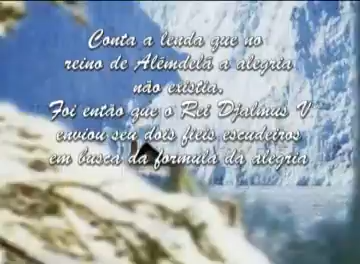 Conta a lenda que no
reino de Alémdelá a alegria
não existia.
Foi então que o Rei Djalmus V
enviou seu dois fiéis escudeiros
em busca da formula da alegria